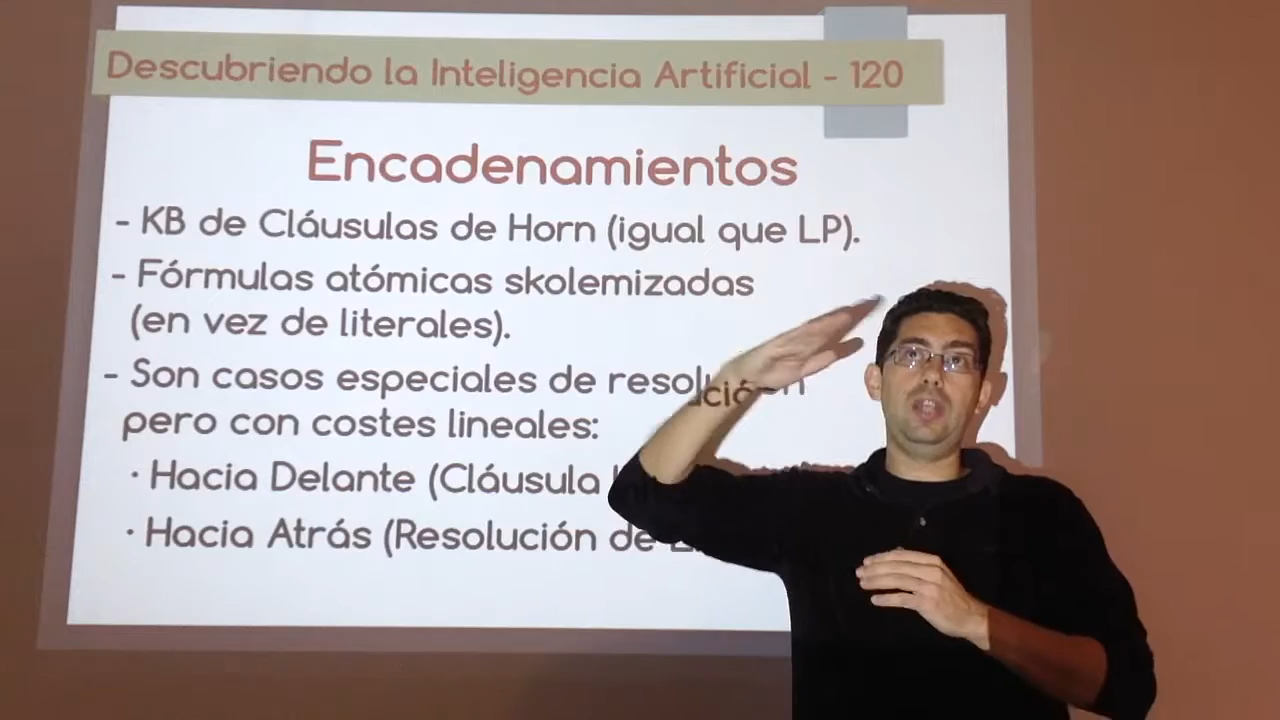 Descubriendo la Inteligencia Artificial - 120
Encadenamientos
- KB de Cláusulas de Horn (igual que LP).
- Fórmulas atómicas skolemizadas
(en vez de literales).
- Son casos especiales de resolución
pero con costes lineales:
· Hacia Delante (Cláusula
· Hacia Atrás (Resolución de